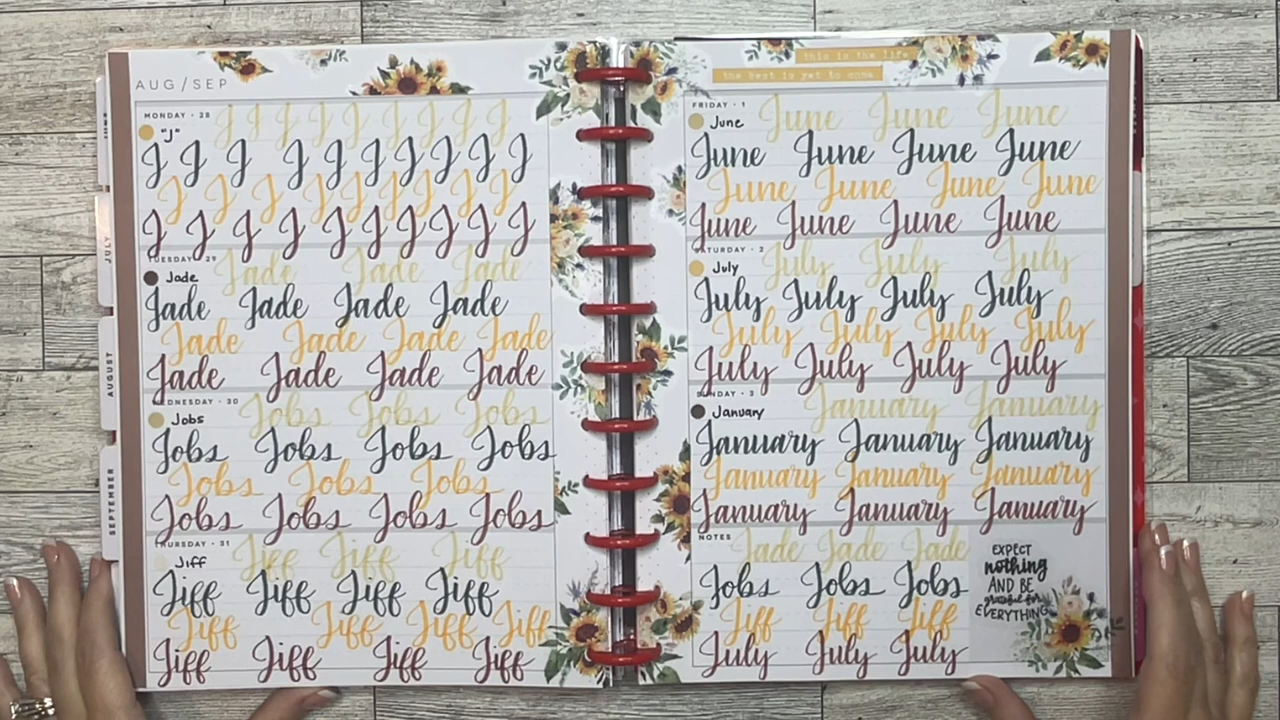 AUG/SEP
MONDAY • 28
"J"
J J J J J J J J J
J J J J J J J J J J
J J J J J J J J J
J J J J J J J J J J
TUESDAY • 29
Jade
Jade Jade Jade
Jade Jade Jade Jade
Jade Jade Jade Jade
Jade Jade Jade Jade
WEDNESDAY • 30
Jobs
Jobs Jobs Jobs
Jobs Jobs Jobs Jobs
Jobs Jobs Jobs
Jobs Jobs Jobs Jobs
THURSDAY • 31
Jiff
Jiff Jiff Jiff
Jiff Jiff Jiff Jiff
Jiff Jiff Jiff Jiff
Jiff Jiff Jiff Jiff
JULY
AUGUST
SEPTEMBER
this is the life
the best is yet to come
FRIDAY • 1
June
June June June
June June June June
June June June June
June June June June
SATURDAY • 2
July
July July July
July July July July
July July July July
July July July July
SUNDAY • 3
January
January January
January January January
January January January
January January January
NOTES
Jade Jade Jade
Jobs Jobs Jobs
Jiff Jiff Jiff
July July July
EXPECT
nothing
AND BE
grateful for
EVERYTHING